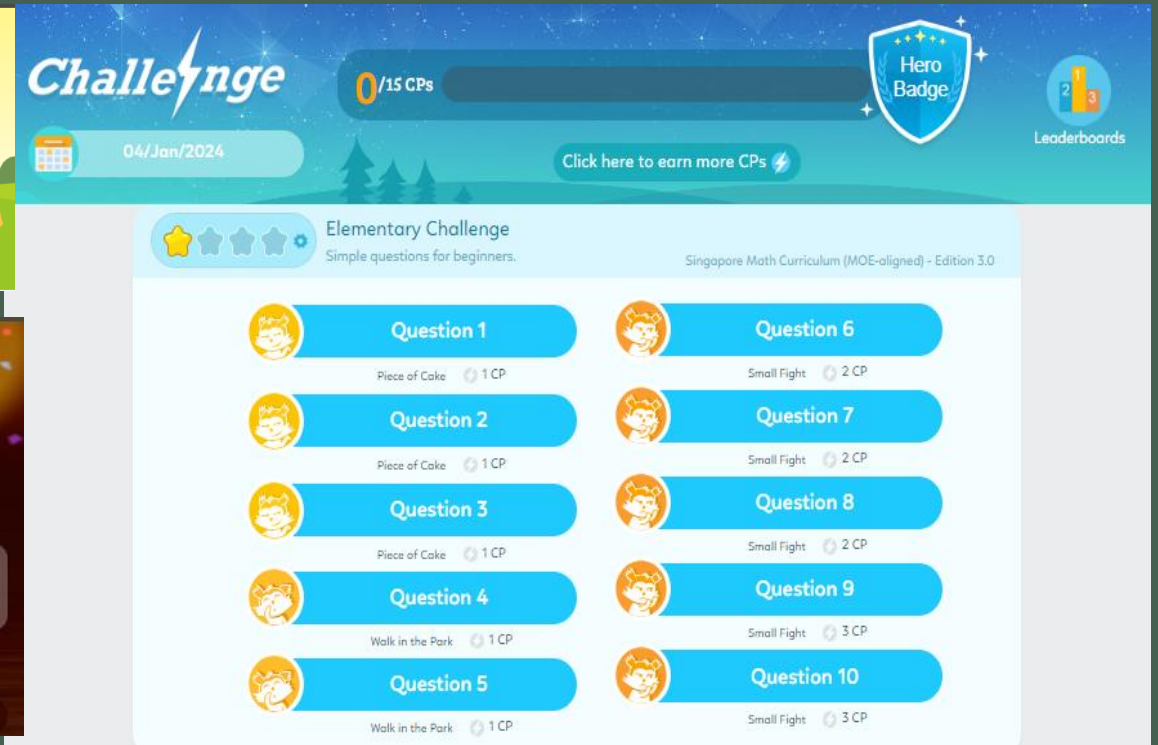 Challenge
0/15 CPs
Hero
Badge
1
2
3
Leaderboards
04/Jan/2024
Click here to earn more CPs
Elementary Challenge
Simple questions for beginners.
Singapore Math Curriculum (MOE-aligned) - Edition 3.0
Question 1
Piece of Cake 1 CP
Question 2
Piece of Cake 1 CP
Question 3
Piece of Cake 1 CP
Question 4
Walk in the Park 1 CP
Question 5
Walk in the Park 1 CP
Question 6
Small Fight 2 CP
Question 7
Small Fight 2 CP
Question 8
Small Fight 2 CP
Question 9
Small Fight 3 CP
Question 10
Small Fight 3 CP